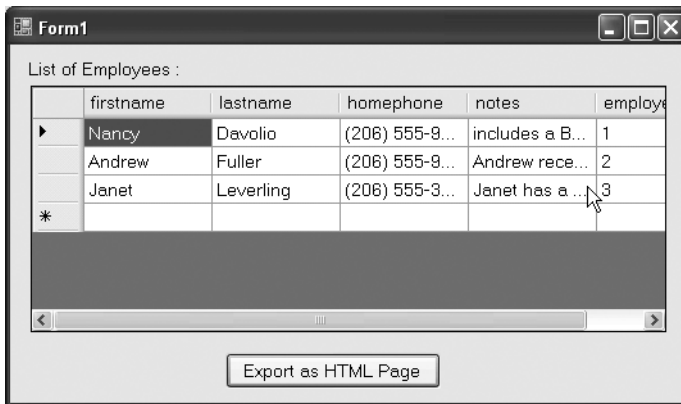 Form1
List of Employees :
firstname lastname homephone notes employe
Nancy Davolio (206) 555-9... includes a B... 1
Andrew Fuller (206) 555-9... Andrew rece... 2
Janet Leverling (206) 555-3... Janet has a ... 3
*
Export as HTML Page